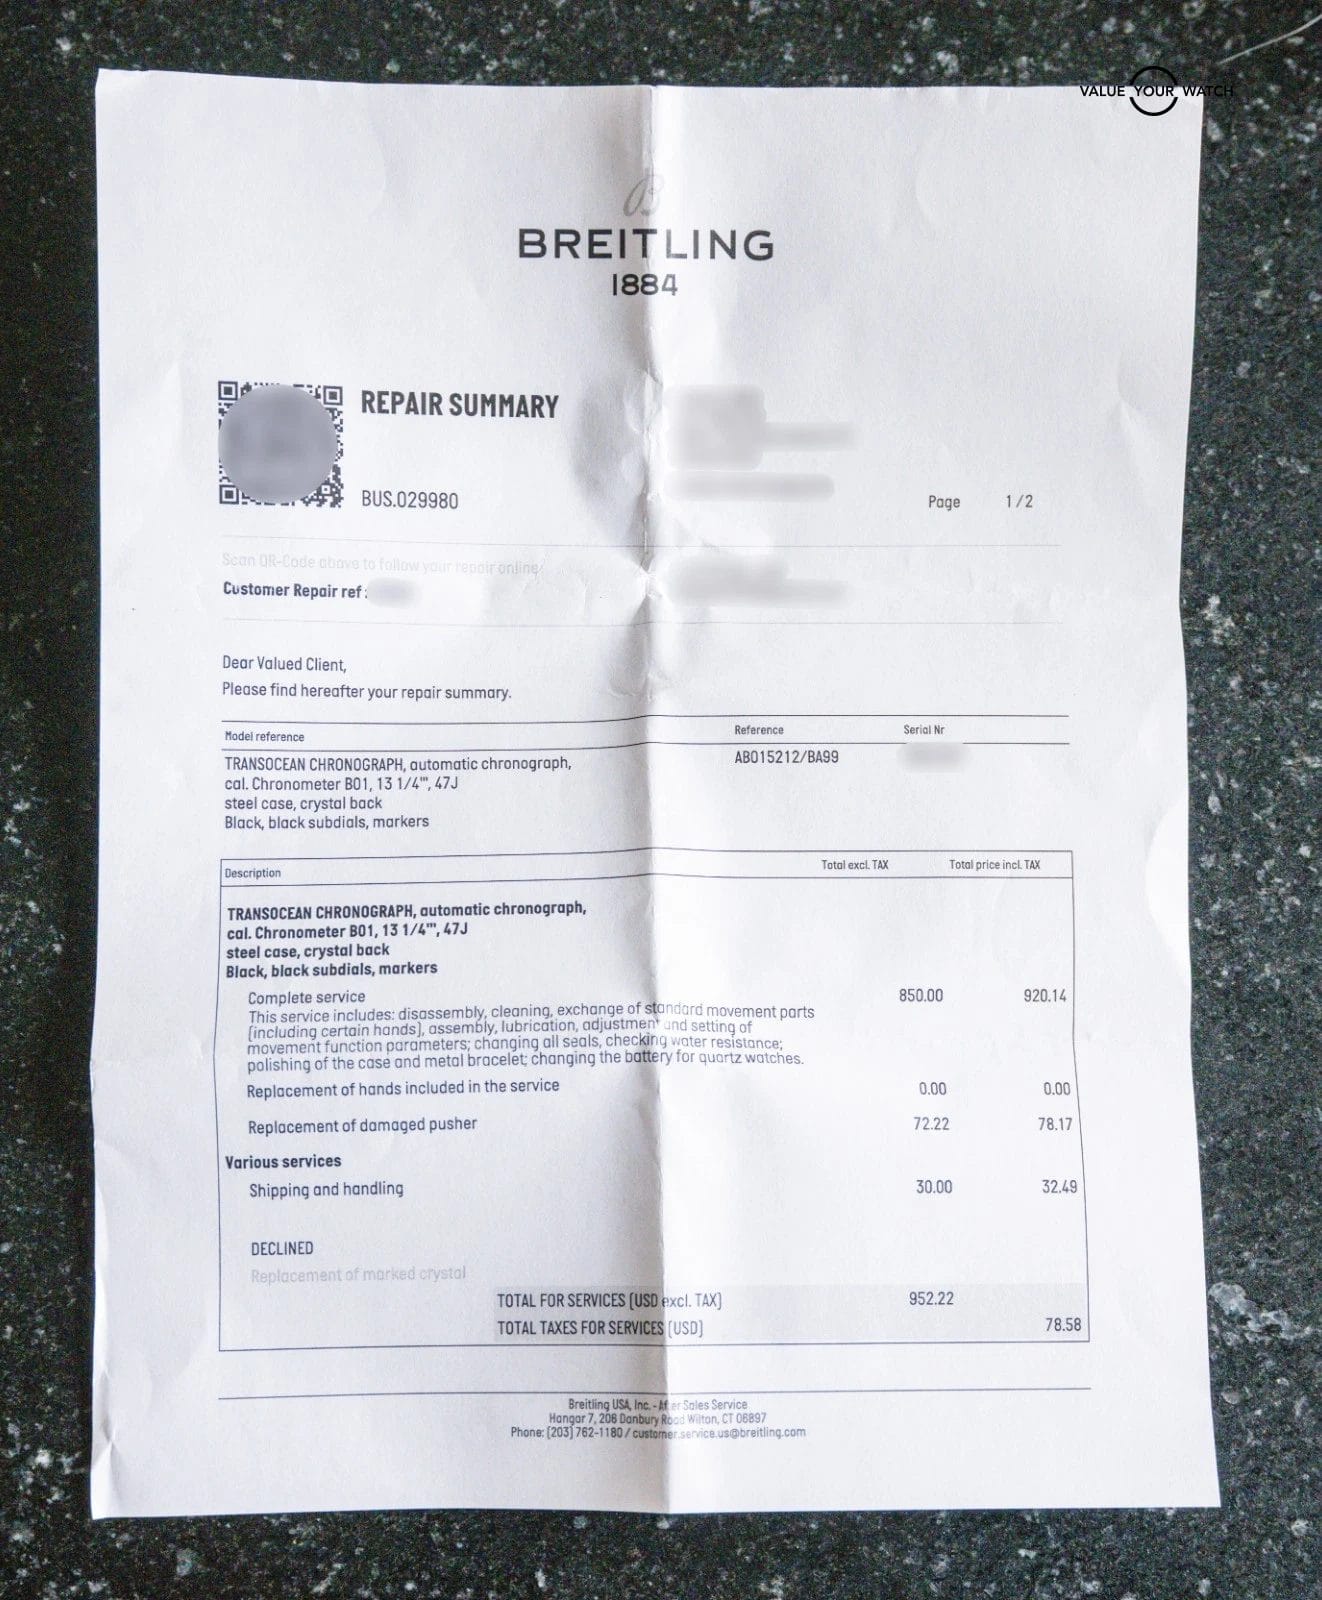 VALUE YOUR WATCH
B
BREITLING
1884
REPAIR SUMMARY
BUS.029980
Page 1/2
Scan QR-Code above to follow your repair online.
Customer Repair ref :
Dear Valued Client,
Please find hereafter your repair summary.
Model reference Reference Serial Nr
TRANSOCEAN CHRONOGRAPH, automatic chronograph, AB015212/BA99
cal. Chronometer B01, 13 1/4''', 47J
steel case, crystal back
Black, black subdials, markers
Description Total excl. TAX Total price incl. TAX
TRANSOCEAN CHRONOGRAPH, automatic chronograph,
cal. Chronometer B01, 13 1/4''', 47J
steel case, crystal back
Black, black subdials, markers
Complete service 850.00 920.14
This service includes: disassembly, cleaning, exchange of standard movement parts
(including certain hands), assembly, lubrication, adjustment and setting of
movement function parameters; changing all seals, checking water resistance;
polishing of the case and metal bracelet; changing the battery for quartz watches.
Replacement of hands included in the service 0.00 0.00
Replacement of damaged pusher 72.22 78.17
Various services
Shipping and handling 30.00 32.49
DECLINED
Replacement of marked crystal
TOTAL FOR SERVICES (USD excl. TAX) 952.22
TOTAL TAXES FOR SERVICES (USD) 78.58
Breitling USA, Inc. - After Sales Service
Hangar 7, 206 Danbury Road Wilton, CT 06897
Phone: (203) 762-1180 / customer.service.us@breitling.com